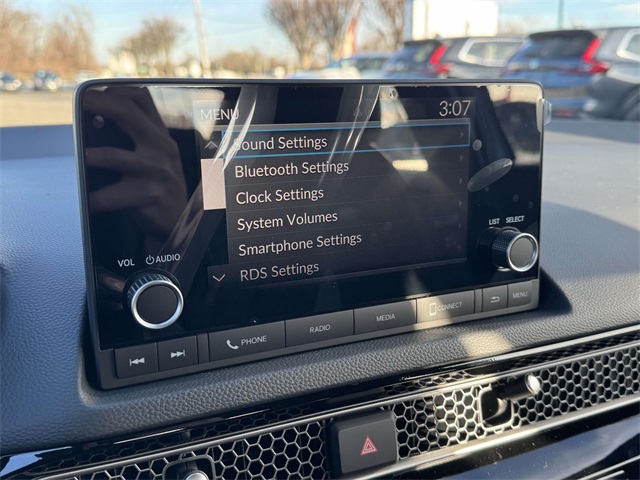 MENU 3:07
Sound Settings
Bluetooth Settings
Clock Settings
System Volumes
Smartphone Settings
RDS Settings
VOL AUDIO
LIST SELECT
PHONE RADIO MEDIA CONNECT MENU